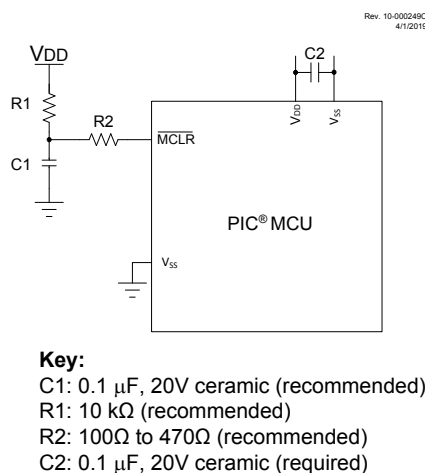 Rev. 10-000249C
4/1/2019
C2
VDD
R1
R2
VDD
VSS
MCLR
C1
PIC® MCU
VSS
Key:
C1: 0.1 μF, 20V ceramic (recommended)
R1: 10 kΩ (recommended)
R2: 100Ω to 470Ω (recommended)
C2: 0.1 μF, 20V ceramic (required)